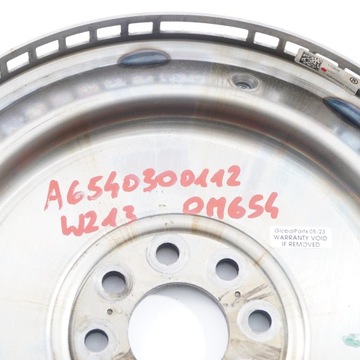 A6540300112
W213 OM654
GlobalParts 05-23
WARRANTY VOID
IF REMOVED